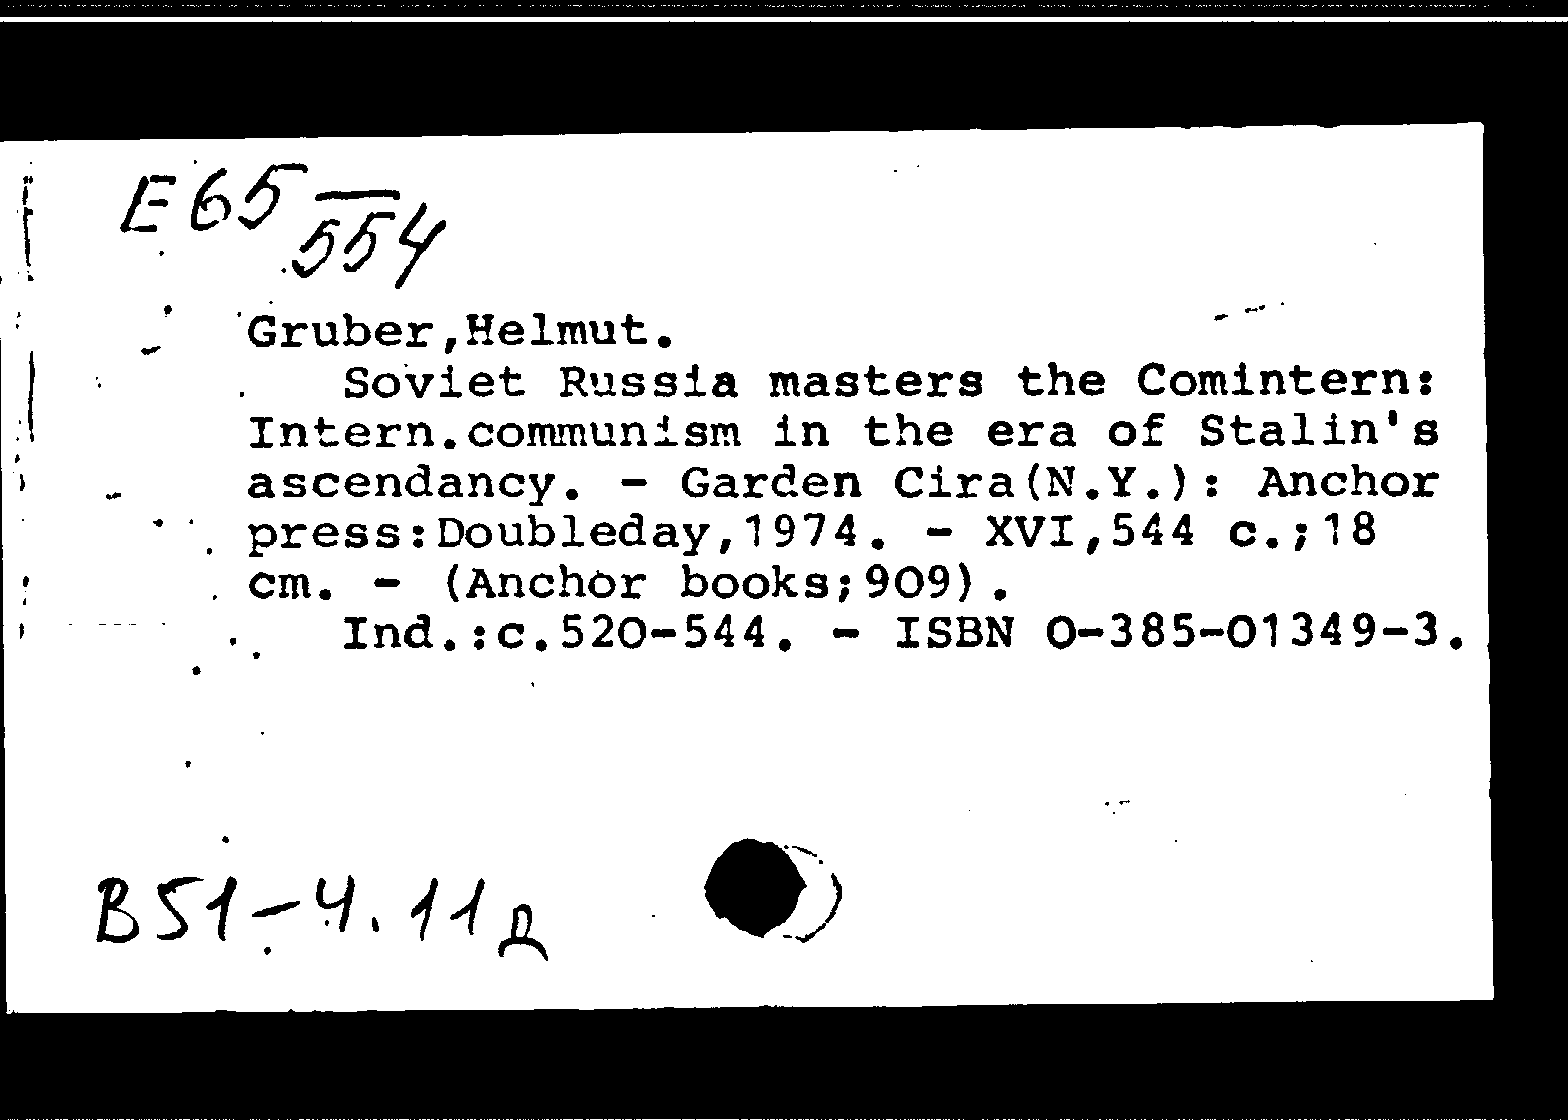 E65
554
Gruber,Helmut.
Soviet Russia masters the Comintern:
Intern.communism in the era of Stalin's
ascendancy. - Garden Cira(N.Y.): Anchor
press:Doubleday,1974. - XVI,544 c.;18
cm. - (Anchor books;909).
Ind.:c.520-544. - ISBN 0-385-01349-3.
B51-4.11д